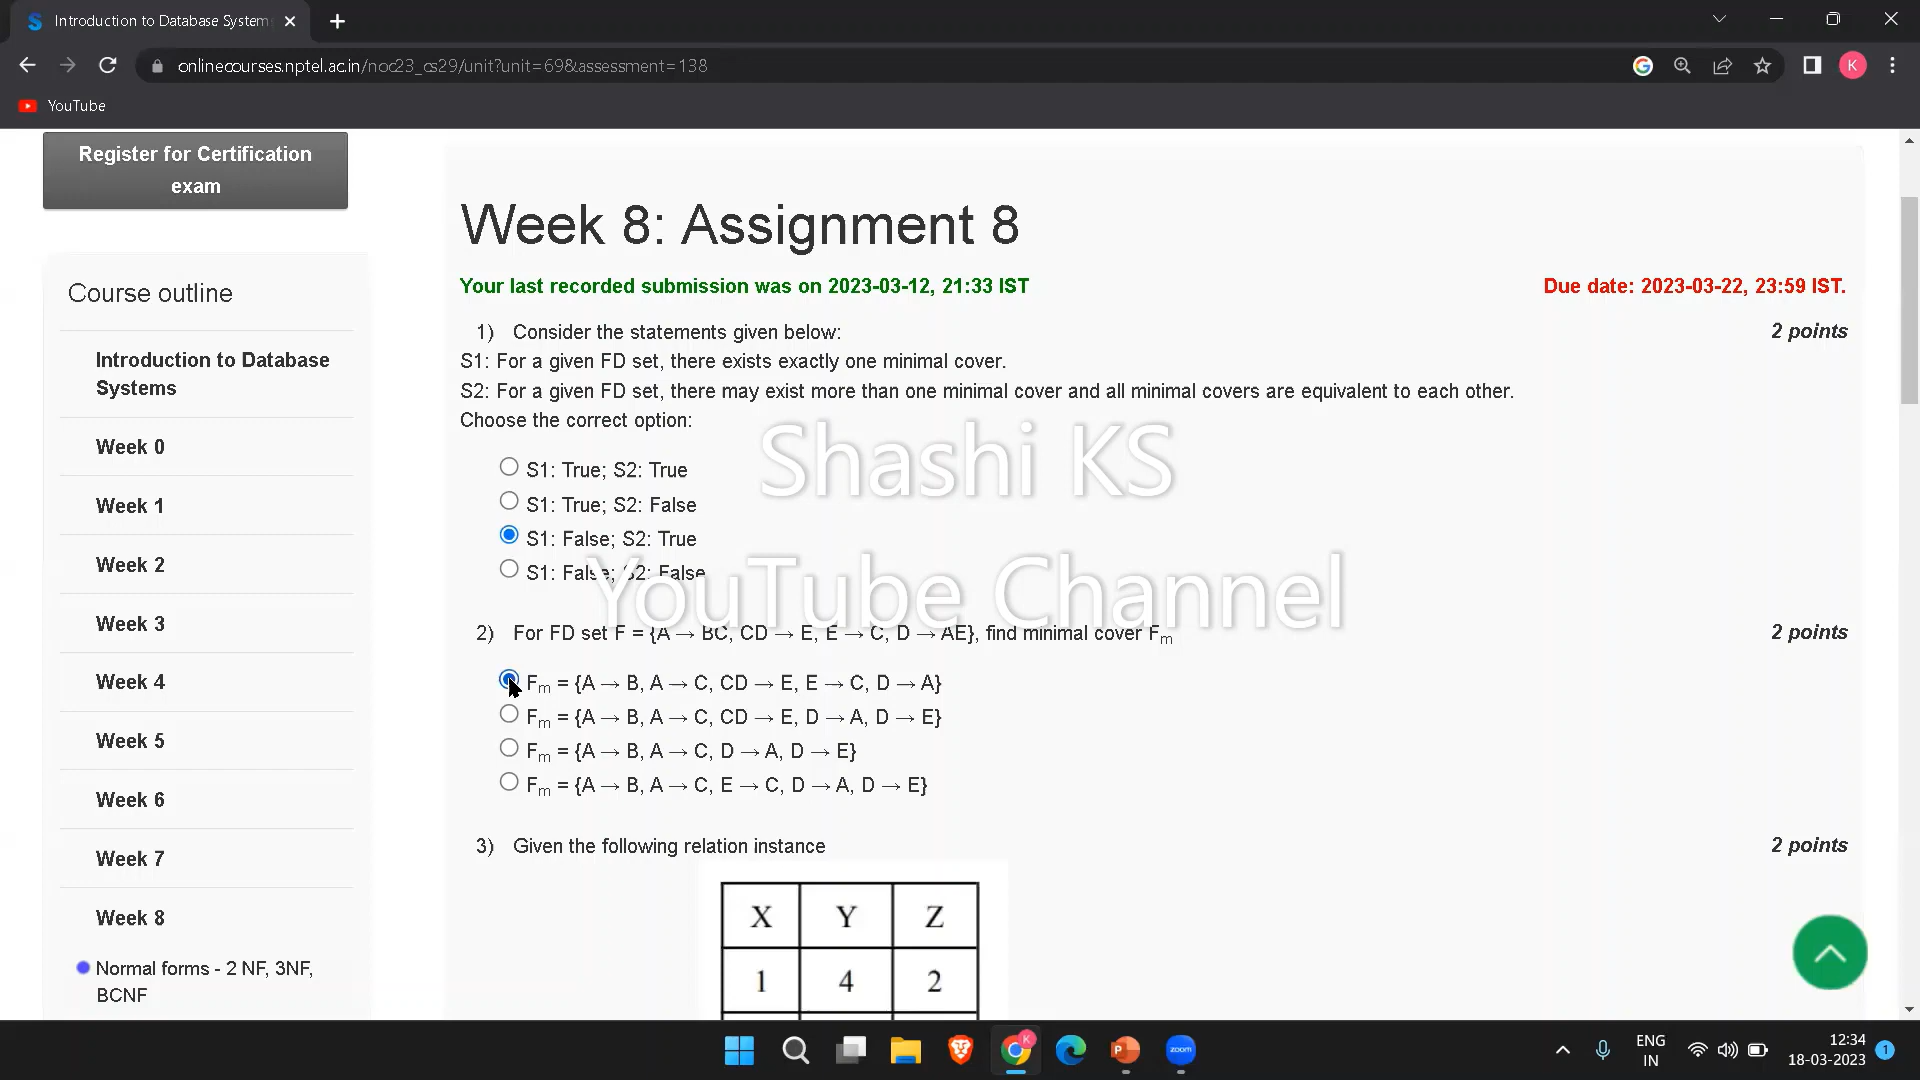 Introduction to Database System
onlinecourses.nptel.ac.in/noc23_cs29/unit?unit=69&assessment=138
K
YouTube
Register for Certification
exam
Course outline
Introduction to Database
Systems
Week 0
Week 1
Week 2
Week 3
Week 4
Week 5
Week 6
Week 7
Week 8
Normal forms - 2 NF, 3NF,
BCNF
Week 8: Assignment 8
Your last recorded submission was on 2023-03-12, 21:33 IST
Due date: 2023-03-22, 23:59 IST.
1) Consider the statements given below:
2 points
S1: For a given FD set, there exists exactly one minimal cover.
S2: For a given FD set, there may exist more than one minimal cover and all minimal covers are equivalent to each other.
Choose the correct option:
S1: True; S2: True
S1: True; S2: False
S1: False; S2: True
S1: False; S2: False
Shashi KS
YouTube Channel
2) For FD set F = {A → BC, CD → E, E → C, D → AE}, find minimal cover Fm
2 points
Fm = {A → B, A → C, CD → E, E → C, D → A}
Fm = {A → B, A → C, CD → E, D → A, D → E}
Fm = {A → B, A → C, D → A, D → E}
Fm = {A → B, A → C, E → C, D → A, D → E}
3) Given the following relation instance
2 points
X Y Z
1 4 2
K
P
zoom
ENG
IN
12:34
18-03-2023
1